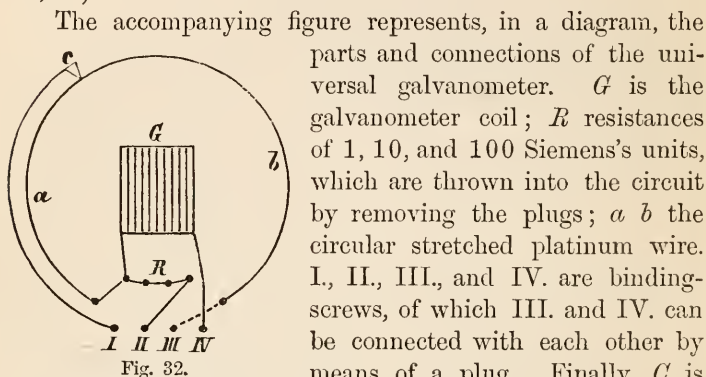 The accompanying figure represents, in a diagram, the
parts and connections of the uni-
versal galvanometer. G is the
galvanometer coil; R resistances
of 1, 10, and 100 Siemens's units,
which are thrown into the circuit
by removing the plugs; a b the
circular stretched platinum wire.
I., II., III., and IV. are binding-
screws, of which III. and IV. can
be connected with each other by
means of a plug. Finally, C is
c
G
b
a
R
I II III IV
Fig. 32.